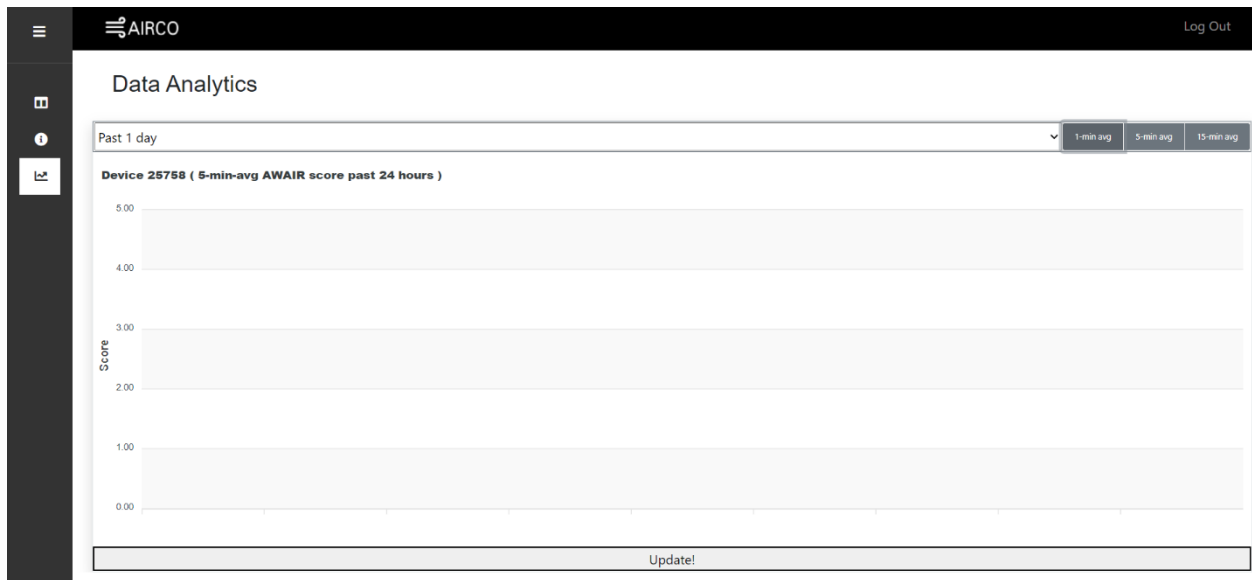 AIRCO
Log Out
Data Analytics
Past 1 day
1-min avg
5-min avg
15-min avg
Device 25758 ( 5-min-avg AWAIR score past 24 hours )
5.00
4.00
3.00
Score
2.00
1.00
0.00
Update!